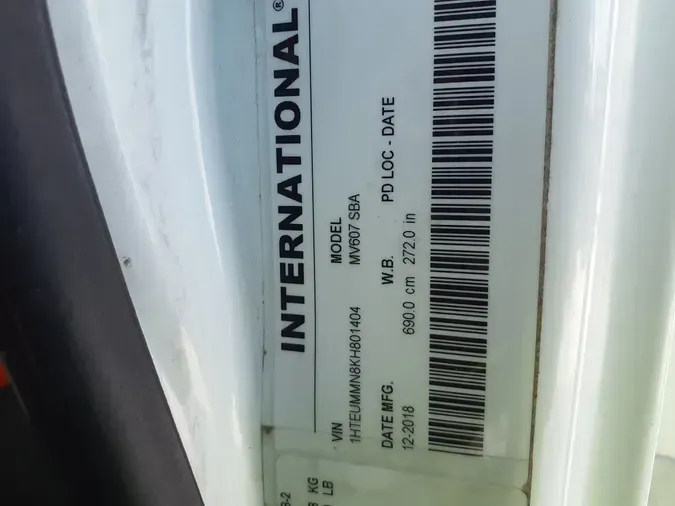 INTERNATIONAL®
VIN MODEL
1HTEUMMN8KH801404 MV607 SBA
DATE MFG. W.B. PD LOC - DATE
12-2018 690.0 cm 272.0 in
KG
LB